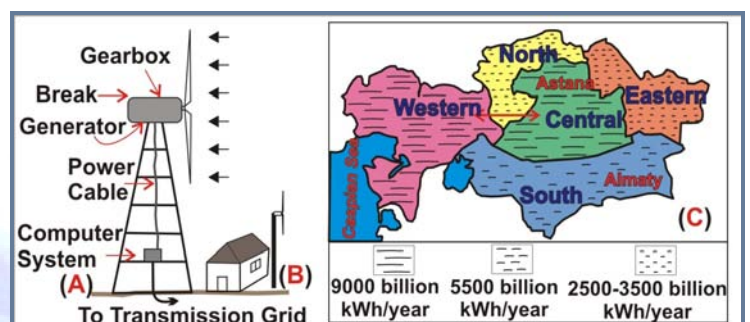 Gearbox
Break
Generator
Power
Cable
Computer
System
(A)
(B)
To Transmission Grid
North
Astana
Western
Eastern
Central
Caspian Sea
South
Almaty
(C)
9000 billion
kWh/year
5500 billion
kWh/year
2500-3500 billion
kWh/year